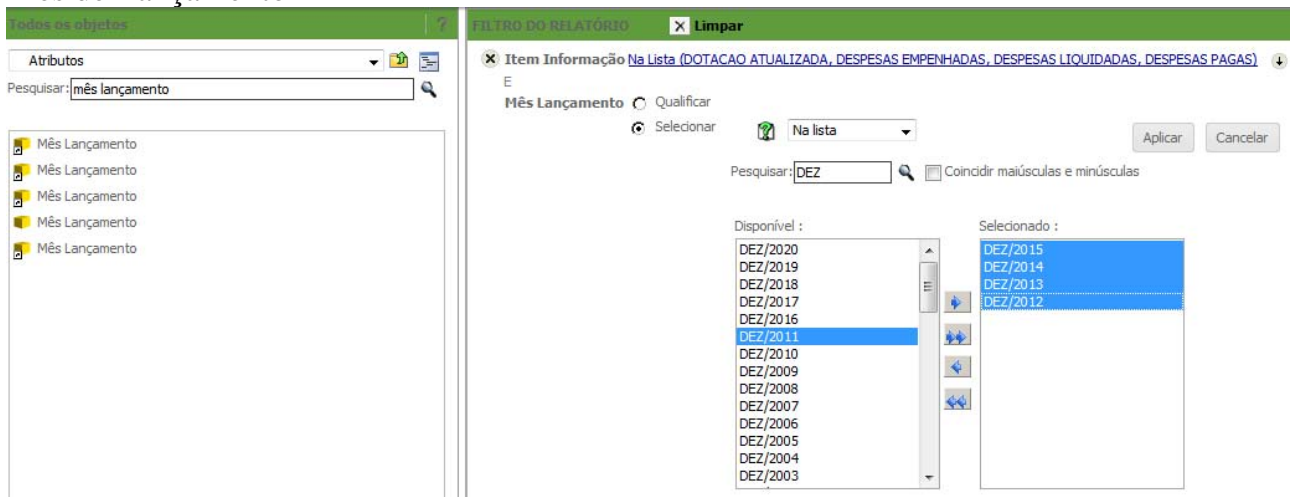 Todos os objetos ?
Atributos
Pesquisar: mês lançamento
Mês Lançamento
Mês Lançamento
Mês Lançamento
Mês Lançamento
Mês Lançamento
FILTRO DO RELATÓRIO X Limpar
Item Informação Na Lista (DOTACAO ATUALIZADA, DESPESAS EMPENHADAS, DESPESAS LIQUIDADAS, DESPESAS PAGAS)
E
Mês Lançamento Qualificar
Selecionar Na lista Aplicar Cancelar
Pesquisar: DEZ Coincidir maiúsculas e minúsculas
Disponível :
DEZ/2020
DEZ/2019
DEZ/2018
DEZ/2017
DEZ/2016
DEZ/2011
DEZ/2010
DEZ/2009
DEZ/2008
DEZ/2007
DEZ/2006
DEZ/2005
DEZ/2004
DEZ/2003
Selecionado :
DEZ/2015
DEZ/2014
DEZ/2013
DEZ/2012